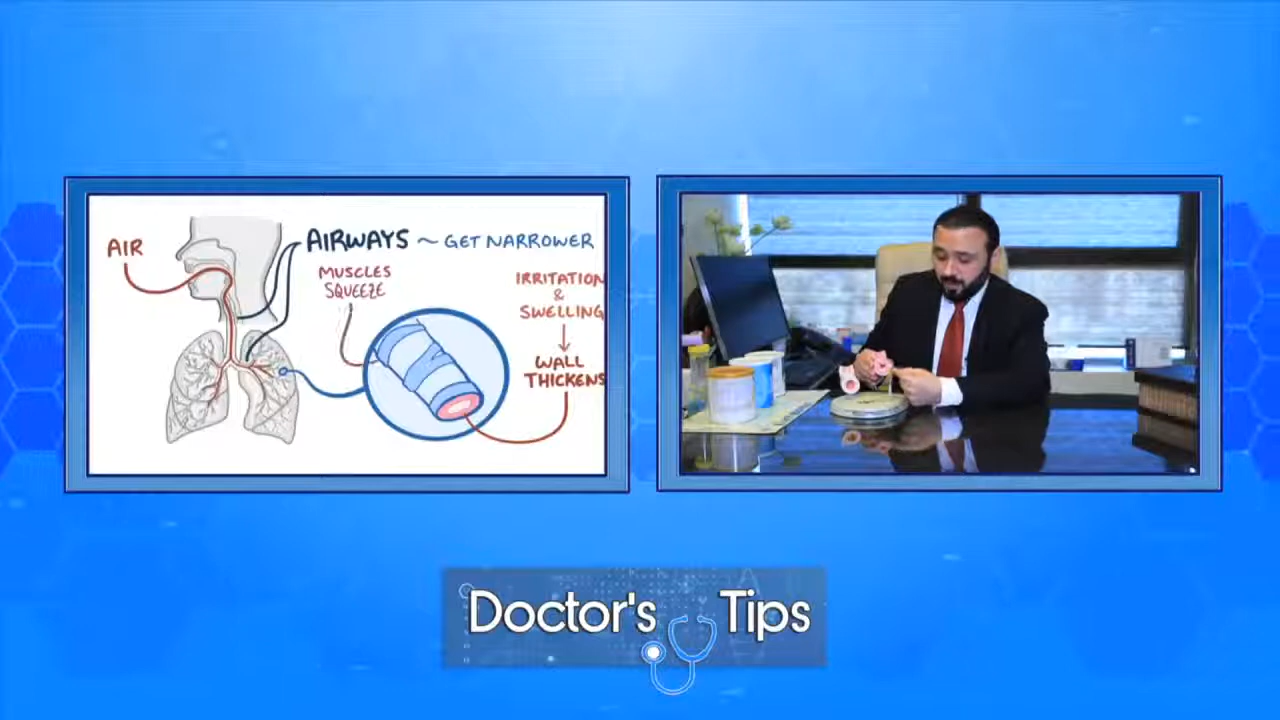 AIR
AIRWAYS ~ GET NARROWER
MUSCLES
SQUEEZE
IRRITATION
&
SWELLING
WALL
THICKENS
Doctor's Tips